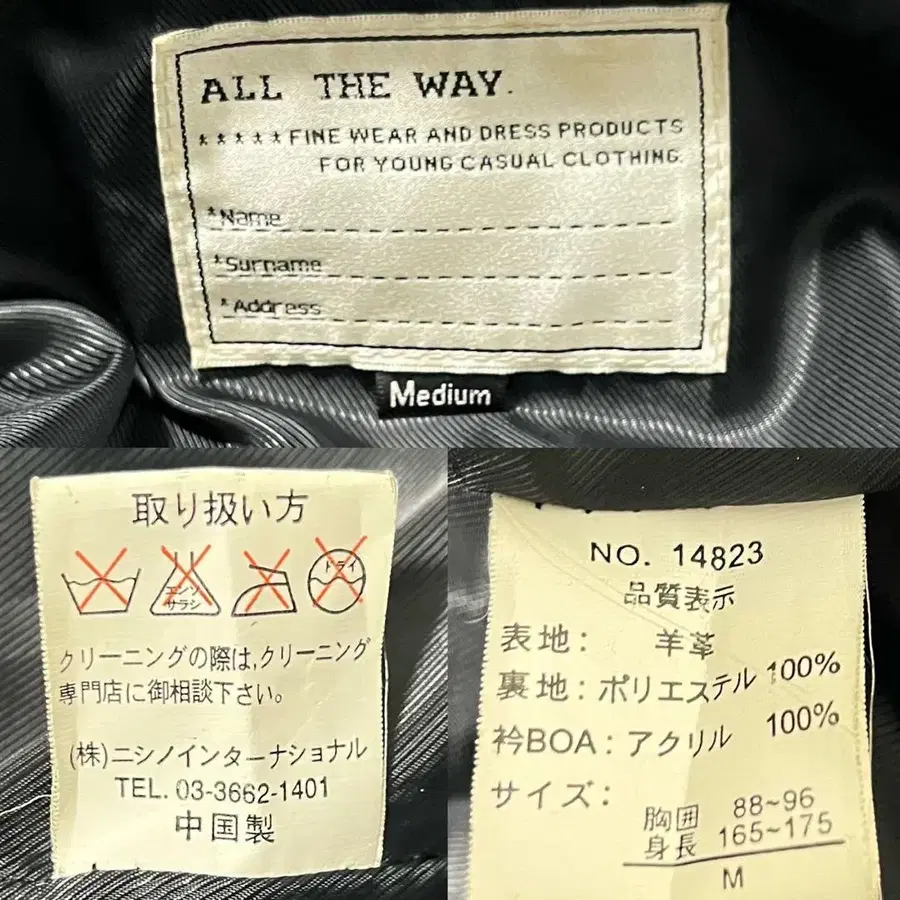 ALL THE WAY.
*****FINE WEAR AND DRESS PRODUCTS
FOR YOUNG CASUAL CLOTHING.
*Name
*Surname
*Address
Medium
取り扱い方
エンソ
サラシ
ドライ
クリーニングの際は,クリーニング
専門店に御相談下さい。
(株)ニシノインターナショナル
TEL. 03-3662-1401
中国製
NO. 14823
品質表示
表地: 羊革
裏地:ポリエステル 100%
衿BOA:アクリル 100%
サイズ:
胸囲 88~96
身長 165~175
M